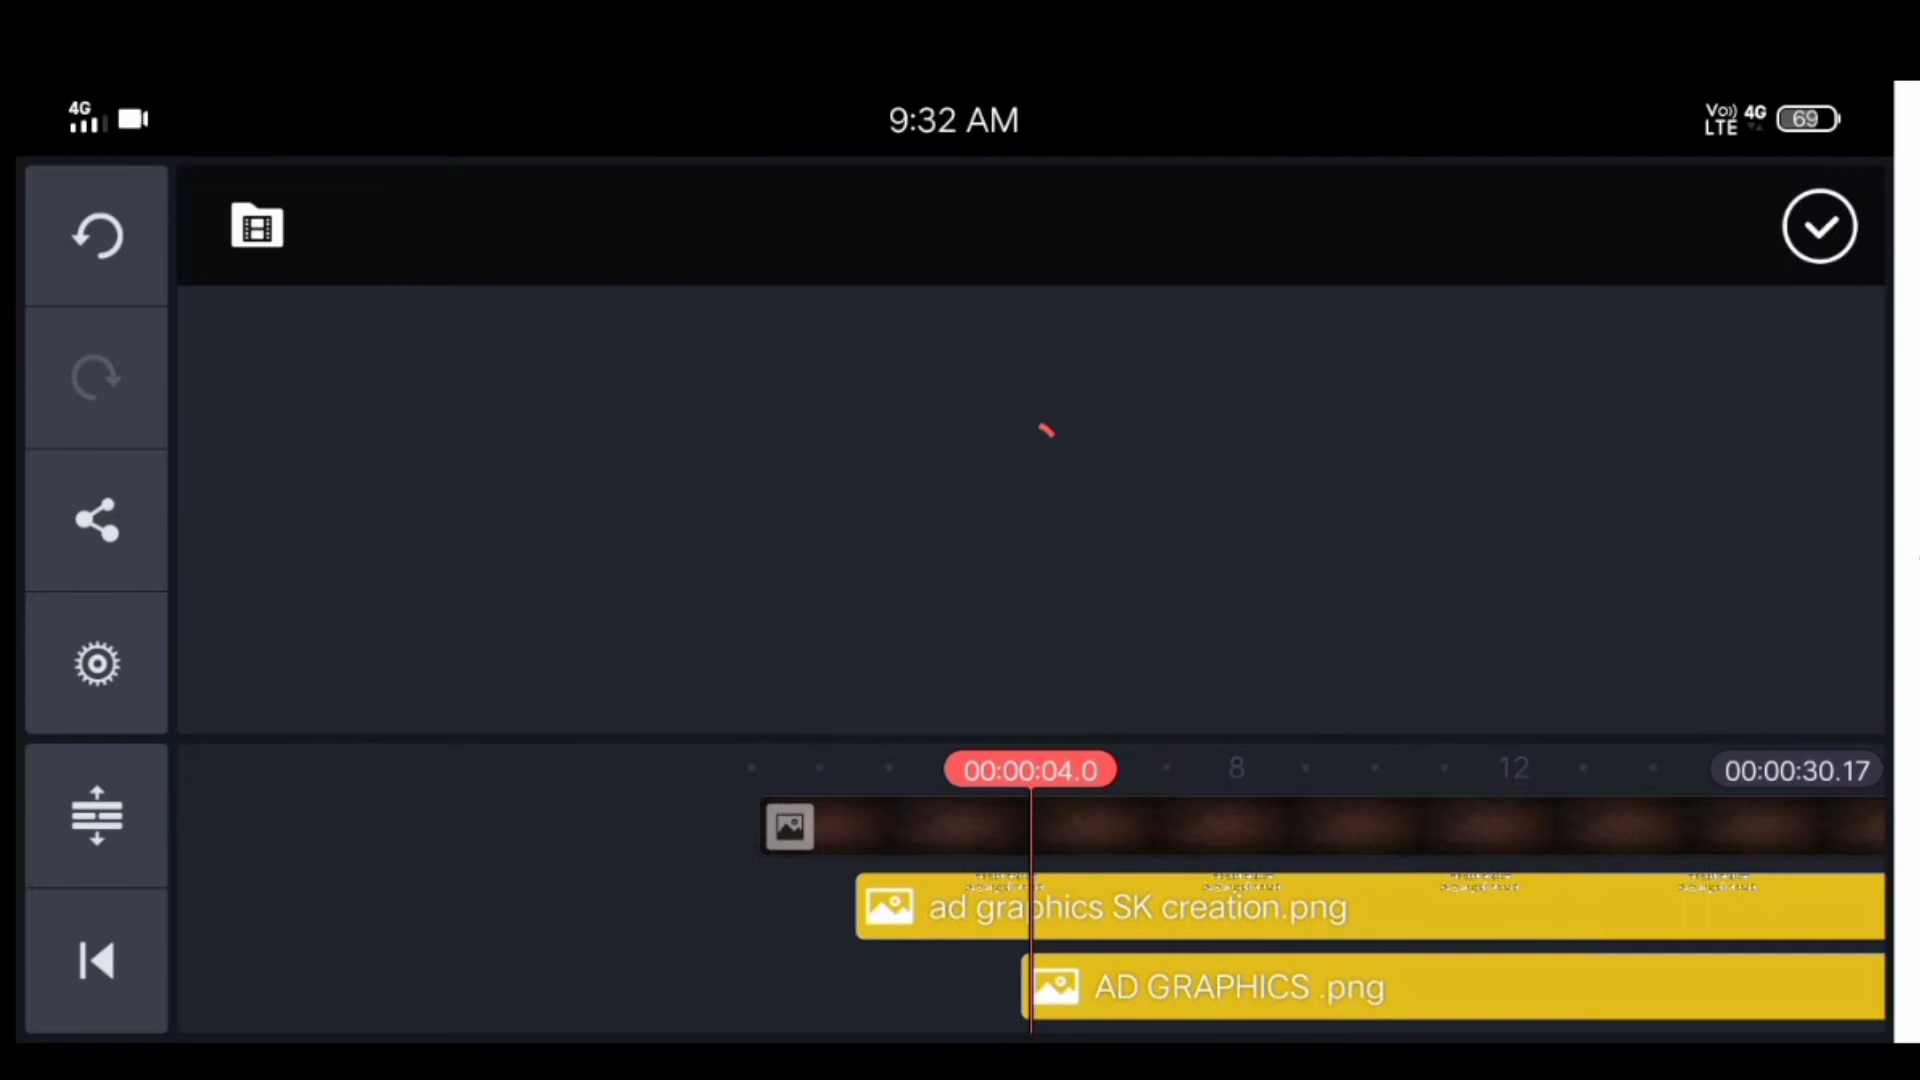 4G
9:32 AM
Vo)) LTE 4G 69
00:00:04.0 8 12 00:00:30.17
ad graphics SK creation.png
AD GRAPHICS .png